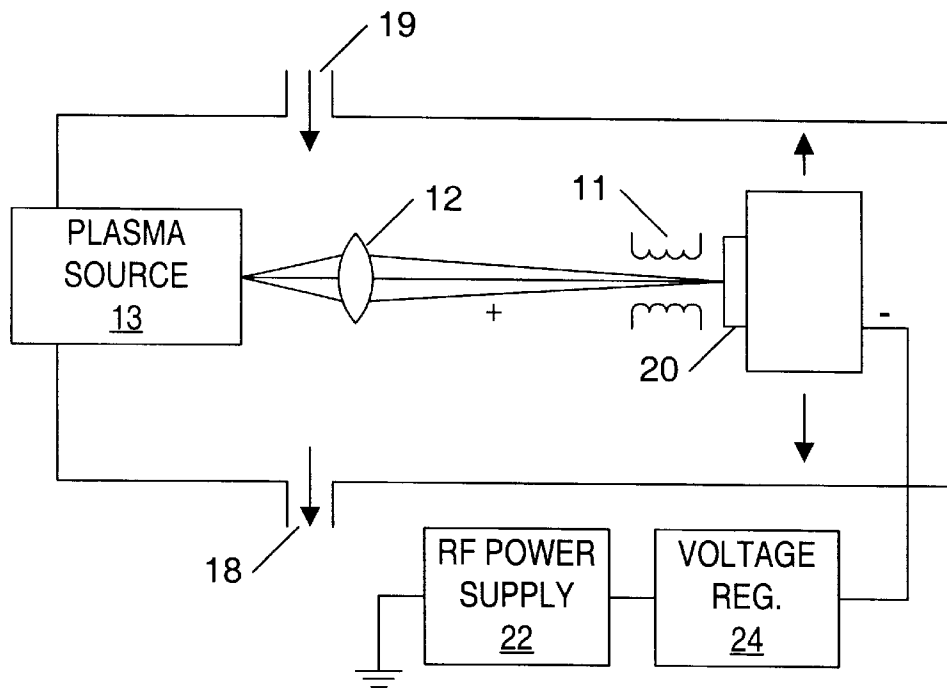 19
12
11
PLASMA
SOURCE
13
+
-
20
18
RF POWER
SUPPLY
22
VOLTAGE
REG.
24